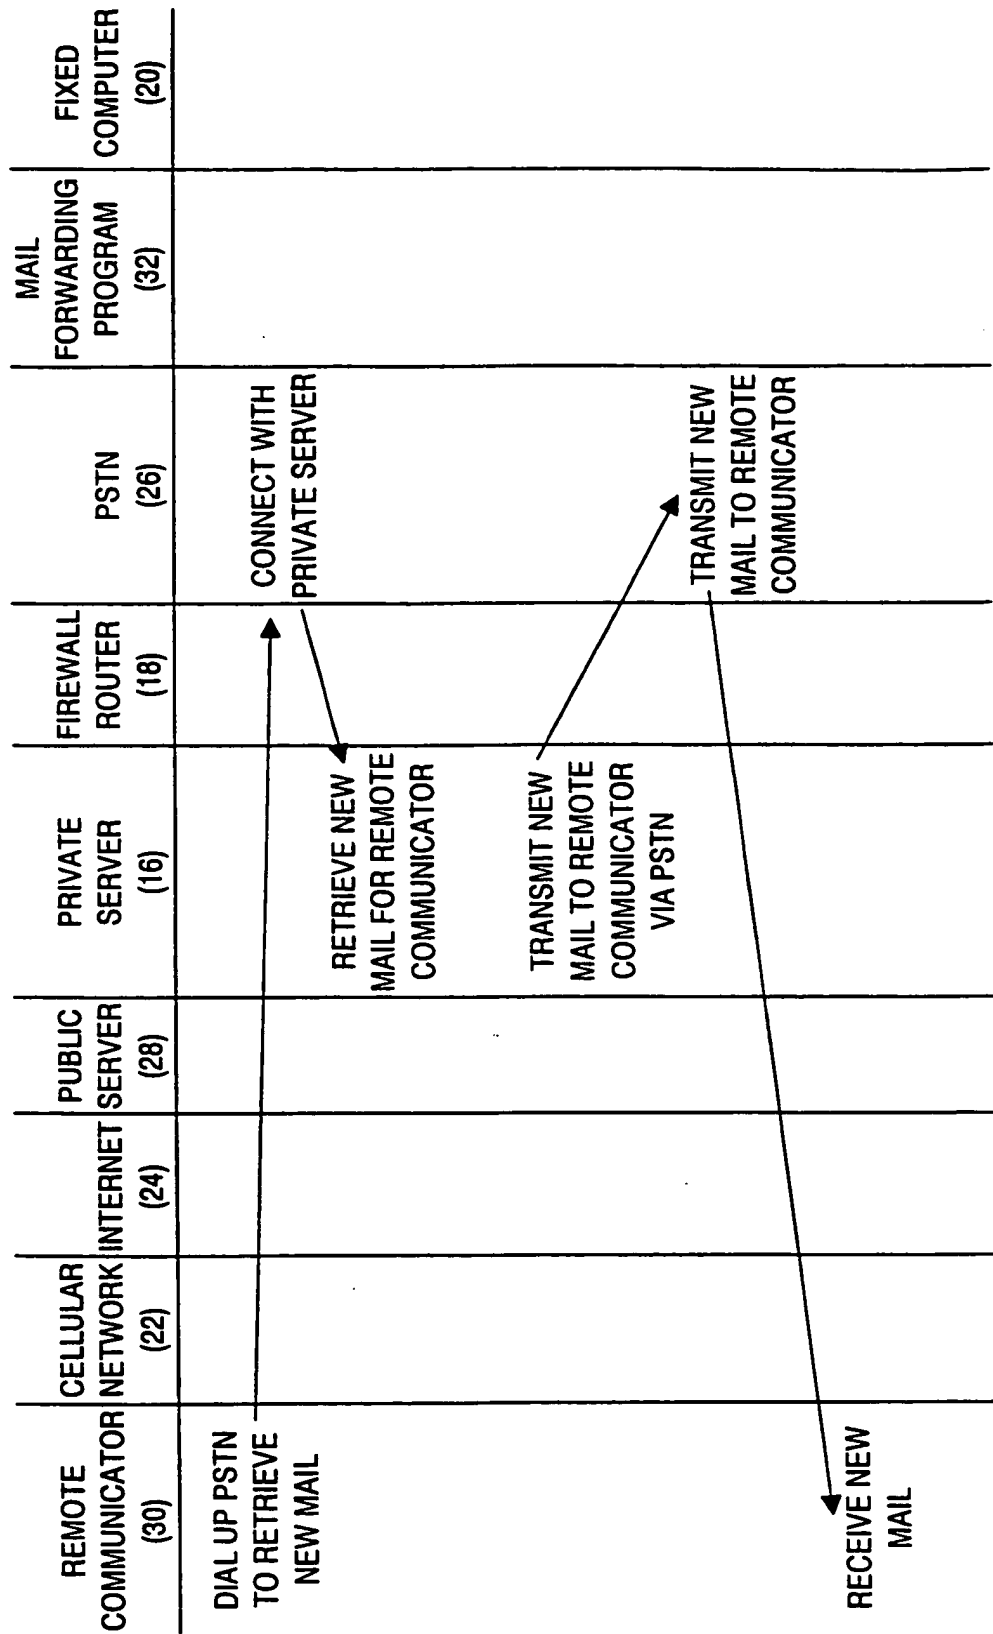 REMOTE
COMMUNICATOR
(30)
CELLULAR
NETWORK
(22)
INTERNET
(24)
PUBLIC
SERVER
(28)
PRIVATE
SERVER
(16)
FIREWALL
ROUTER
(18)
PSTN
(26)
MAIL
FORWARDING
PROGRAM
(32)
FIXED
COMPUTER
(20)
DIAL UP PSTN
TO RETRIEVE
NEW MAIL
CONNECT WITH
PRIVATE SERVER
RETRIEVE NEW
MAIL FOR REMOTE
COMMUNICATOR
TRANSMIT NEW
MAIL TO REMOTE
COMMUNICATOR
VIA PSTN
TRANSMIT NEW
MAIL TO REMOTE
COMMUNICATOR
RECEIVE NEW
MAIL